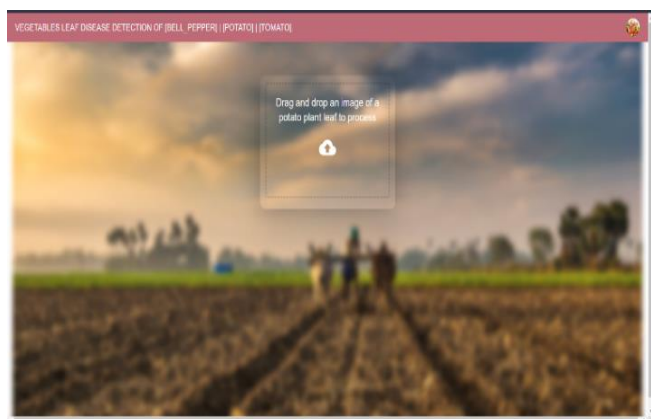 VEGETABLES LEAF DISEASE DETECTION OF [BELL_PEPPER] | [POTATO] | [TOMATO]
Drag and drop an image of a
potato plant leaf to process